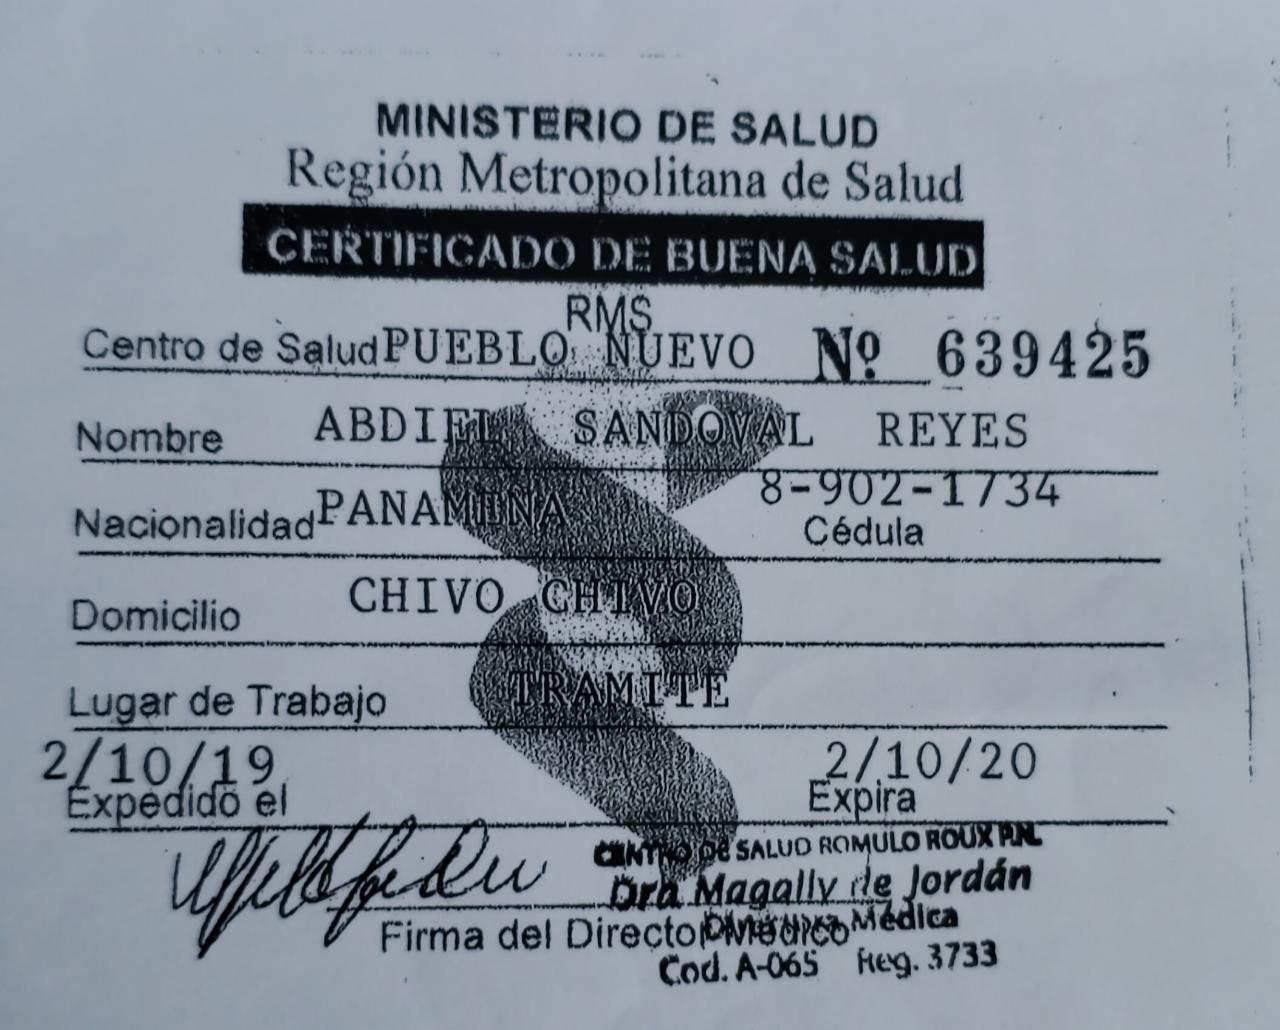 MINISTERIO DE SALUD
Región Metropolitana de Salud
CERTIFICADO DE BUENA SALUD
RMS
Centro de Salud PUEBLO NUEVO Nº 639425
Nombre ABDIEL SANDOVAL REYES
Nacionalidad PANAMENA 8-902-1734
Cédula
Domicilio CHIVO CHIVO
Lugar de Trabajo TRAMITE
2/10/19 2/10/20
Expedido el Expira
CENTRO DE SALUD ROMULO ROUX P.N.
Dra Magally de Jordán
Directora Médica
Firma del Director Médico
Cod. A-065 Reg. 3733